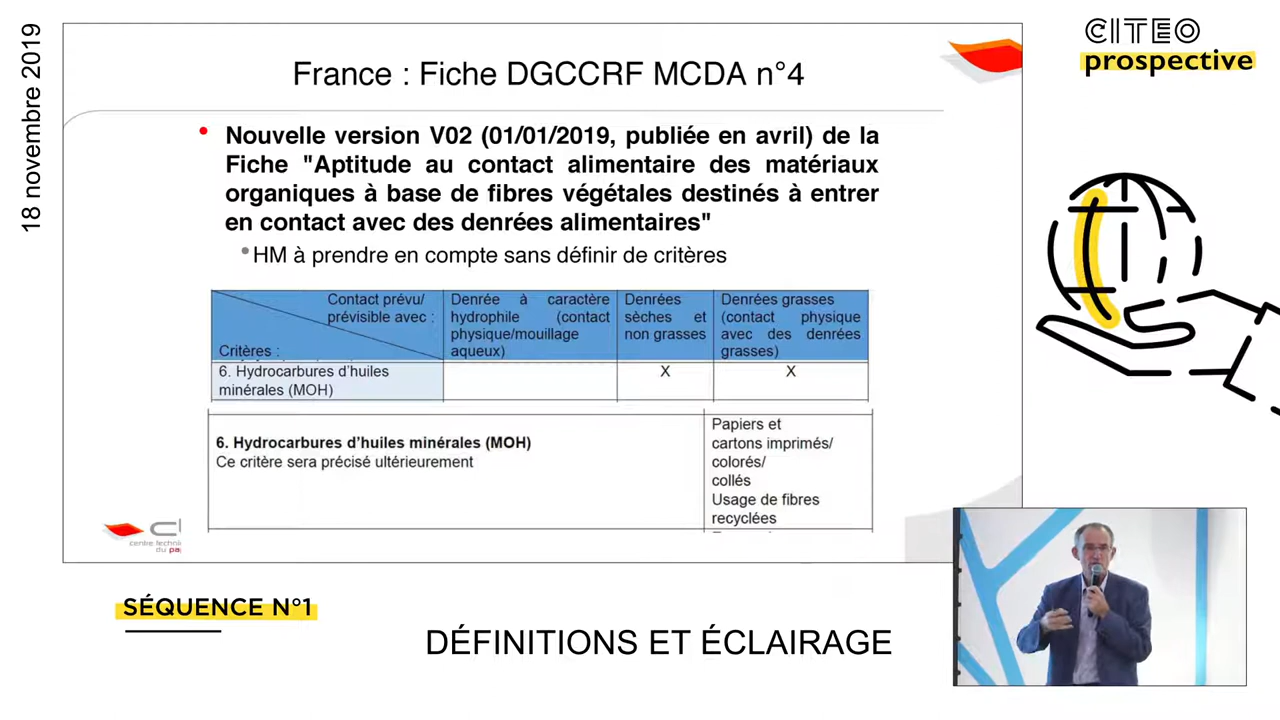 18 novembre 2019
CITEO
prospective
France : Fiche DGCCRF MCDA n°4
• Nouvelle version V02 (01/01/2019, publiée en avril) de la
Fiche "Aptitude au contact alimentaire des matériaux
organiques à base de fibres végétales destinés à entrer
en contact avec des denrées alimentaires"
• HM à prendre en compte sans définir de critères
Contact prévu/
prévisible avec :
Critères :
Denrée à caractère
hydrophile (contact
physique/mouillage
aqueux)
Denrées
sèches et
non grasses
Denrées grasses
(contact physique
avec des denrées
grasses)
6. Hydrocarbures d'huiles
minérales (MOH)
X
X
6. Hydrocarbures d'huiles minérales (MOH)
Ce critère sera précisé ultérieurement
Papiers et
cartons imprimés/
colorés/
collés
Usage de fibres
recyclées
centre techni
du pa
SÉQUENCE N°1
DÉFINITIONS ET ÉCLAIRAGE